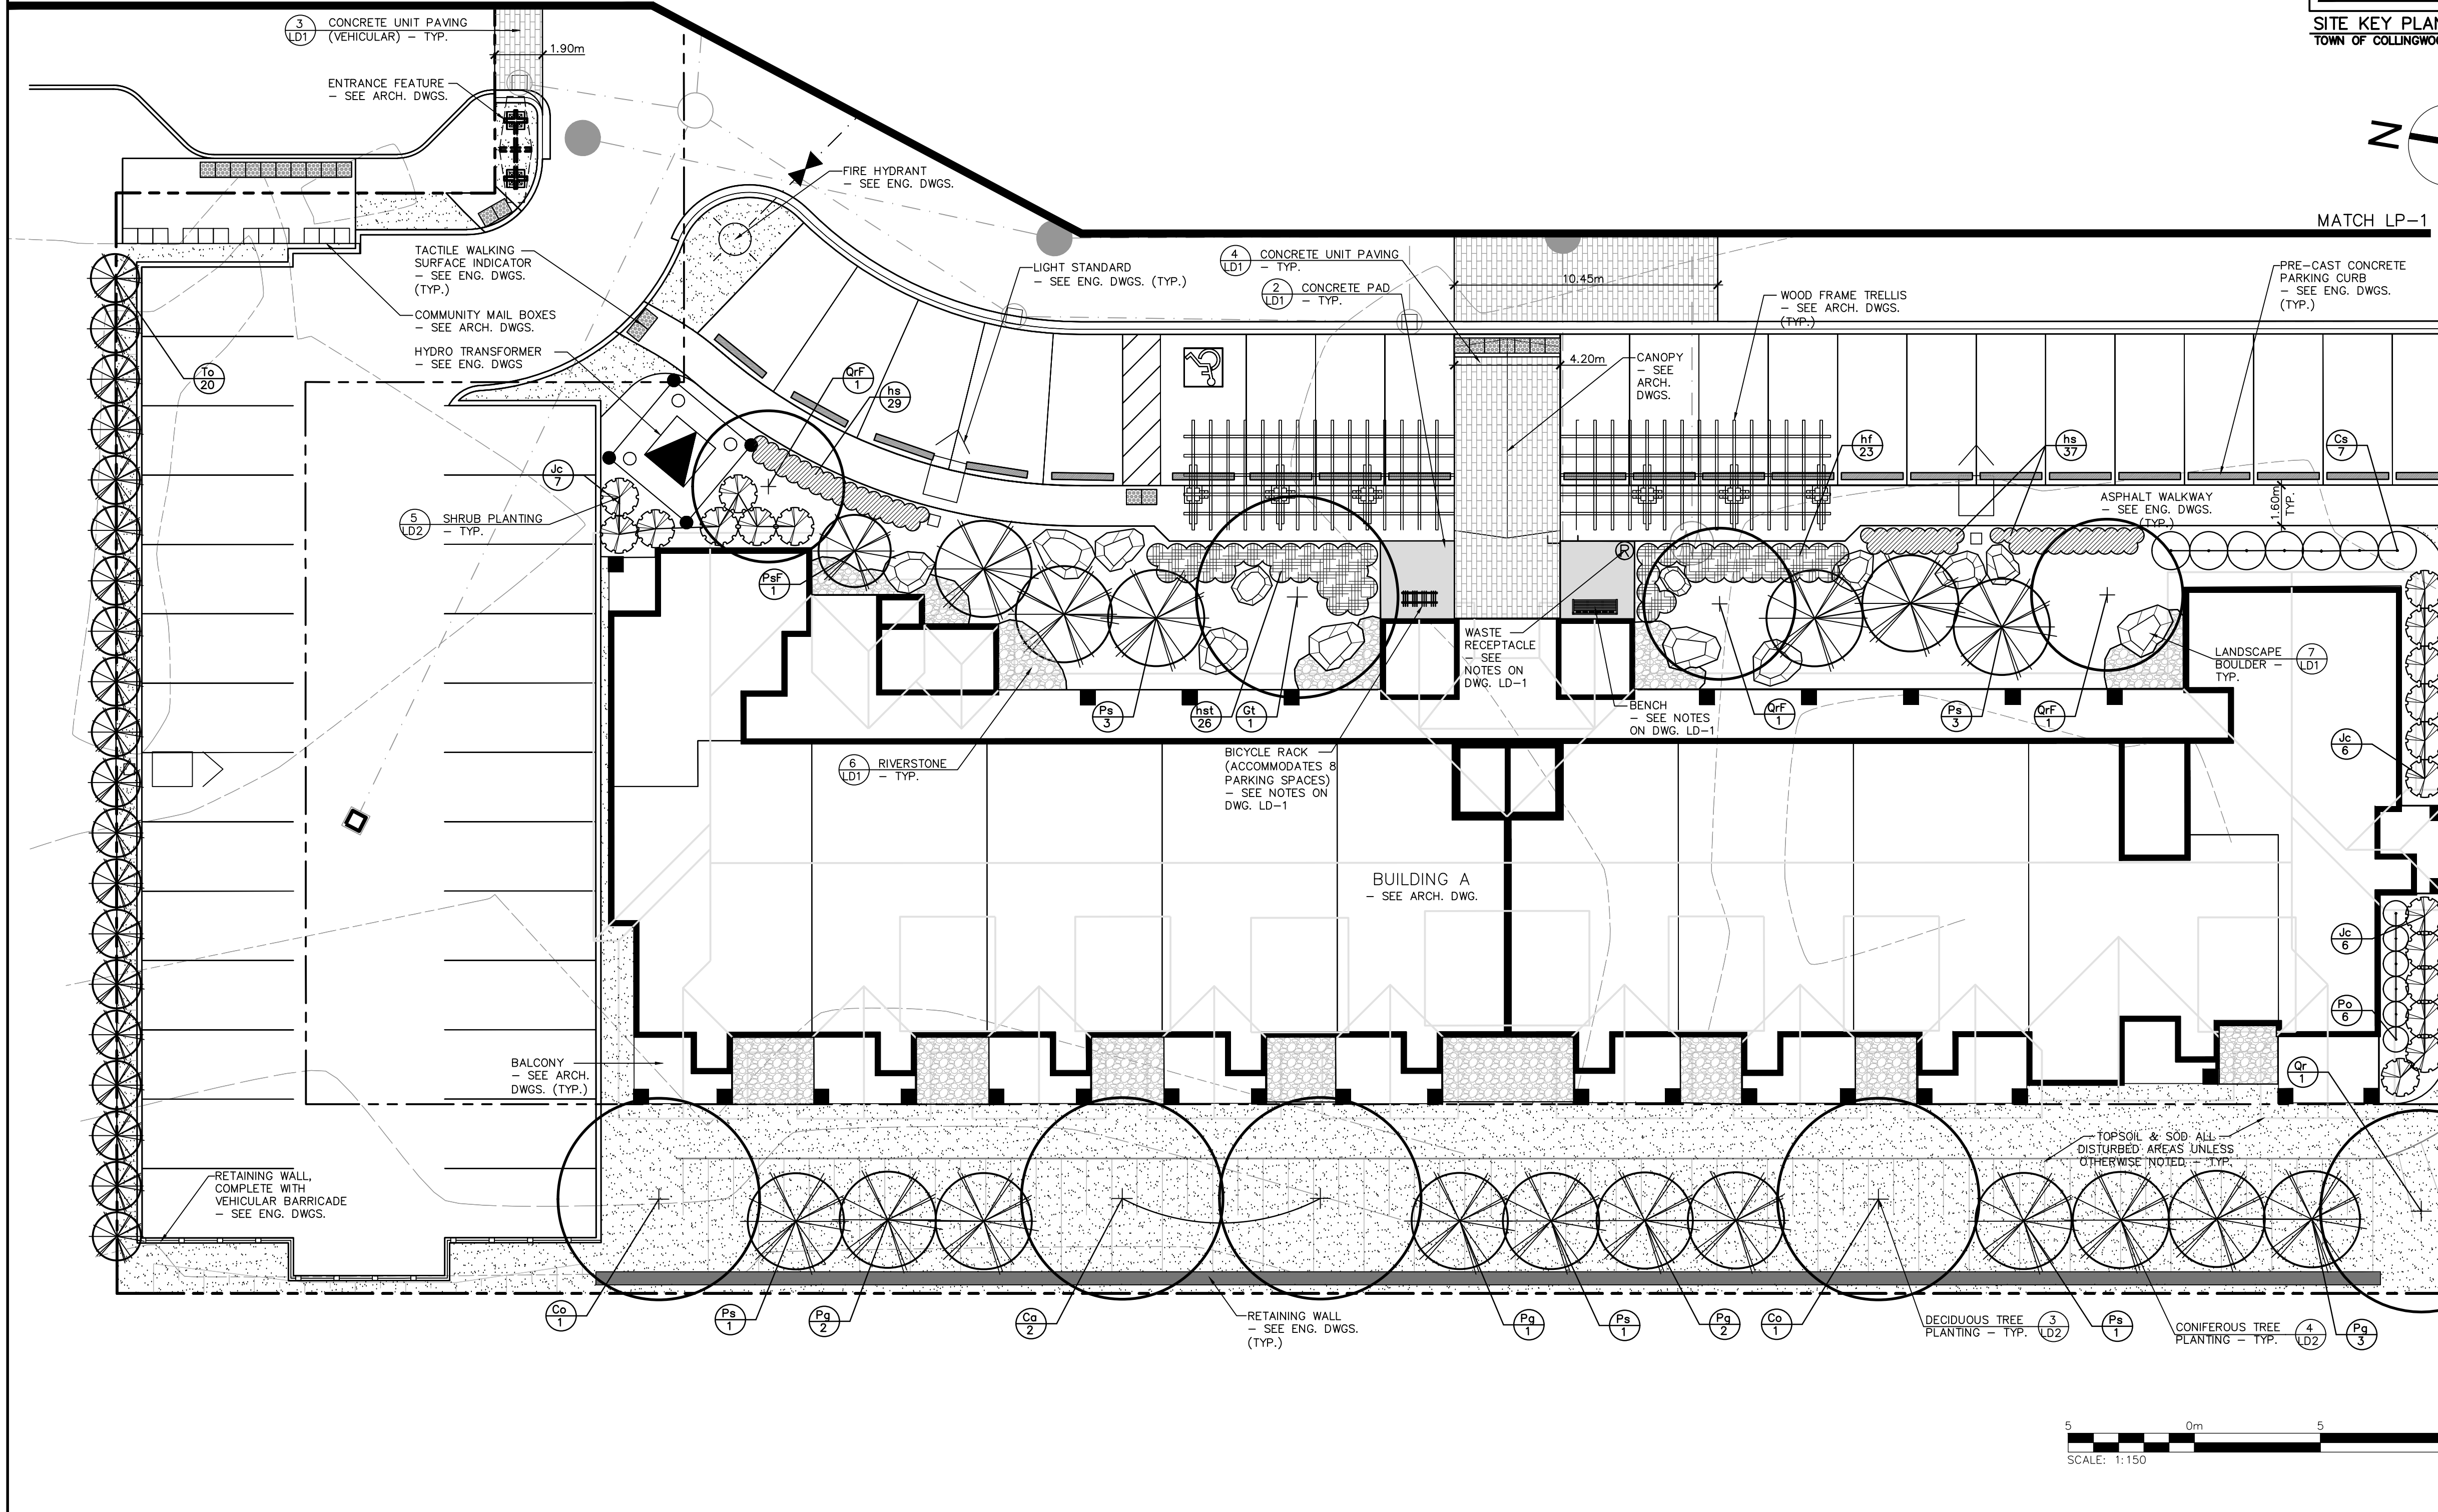 3
LD1
CONCRETE UNIT PAVING
(VEHICULAR) – TYP.
1.90m
SITE KEY PLAN
TOWN OF COLLINGWOO
ENTRANCE FEATURE
– SEE ARCH. DWGS.
N
FIRE HYDRANT
– SEE ENG. DWGS.
MATCH LP-1
TACTILE WALKING
SURFACE INDICATOR
– SEE ENG. DWGS.
(TYP.)
LIGHT STANDARD
– SEE ENG. DWGS. (TYP.)
4
LD1
CONCRETE UNIT PAVING
– TYP.
2
LD1
CONCRETE PAD
– TYP.
10.45m
WOOD FRAME TRELLIS
– SEE ARCH. DWGS.
(TYP.)
PRE-CAST CONCRETE
PARKING CURB
– SEE ENG. DWGS.
(TYP.)
COMMUNITY MAIL BOXES
– SEE ARCH. DWGS.
HYDRO TRANSFORMER
– SEE ENG. DWGS
To
20
QrF
1
hs
29
4.20m
CANOPY
– SEE
ARCH.
DWGS.
hf
23
hs
37
Cs
7
Jc
7
5
LD2
SHRUB PLANTING
– TYP.
ASPHALT WALKWAY
– SEE ENG. DWGS.
(TYP.)
1.60m
TYP.
R
PsF
1
WASTE
RECEPTACLE
– SEE
NOTES ON
DWG. LD-1
LANDSCAPE
BOULDER –
TYP.
7
LD1
Ps
3
hst
26
Gt
1
BENCH
– SEE NOTES
ON DWG. LD-1
QrF
1
Ps
3
QrF
1
Jc
6
6
LD1
RIVERSTONE
– TYP.
BICYCLE RACK
(ACCOMMODATES 8
PARKING SPACES)
– SEE NOTES ON
DWG. LD-1
BUILDING A
– SEE ARCH. DWG.
Jc
6
Po
6
BALCONY
– SEE ARCH.
DWGS. (TYP.)
Qr
1
TOPSOIL & SOD ALL
DISTURBED AREAS UNLESS
OTHERWISE NOTED – TYP.
RETAINING WALL,
COMPLETE WITH
VEHICULAR BARRICADE
– SEE ENG. DWGS.
Co
1
Ps
1
Pg
2
Ca
2
RETAINING WALL
– SEE ENG. DWGS.
(TYP.)
Pg
1
Ps
1
Pg
2
Co
1
DECIDUOUS TREE
PLANTING – TYP.
3
LD2
Ps
1
CONIFEROUS TREE
PLANTING – TYP.
4
LD2
Pg
3
5
0m
5
SCALE: 1:150